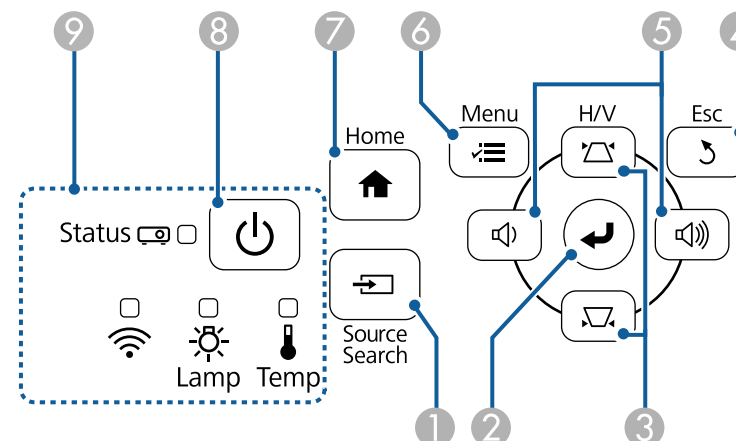 9 8 7 6 5
Menu H/V Esc
Home
Status
Source
Search
Lamp Temp
1 2 3